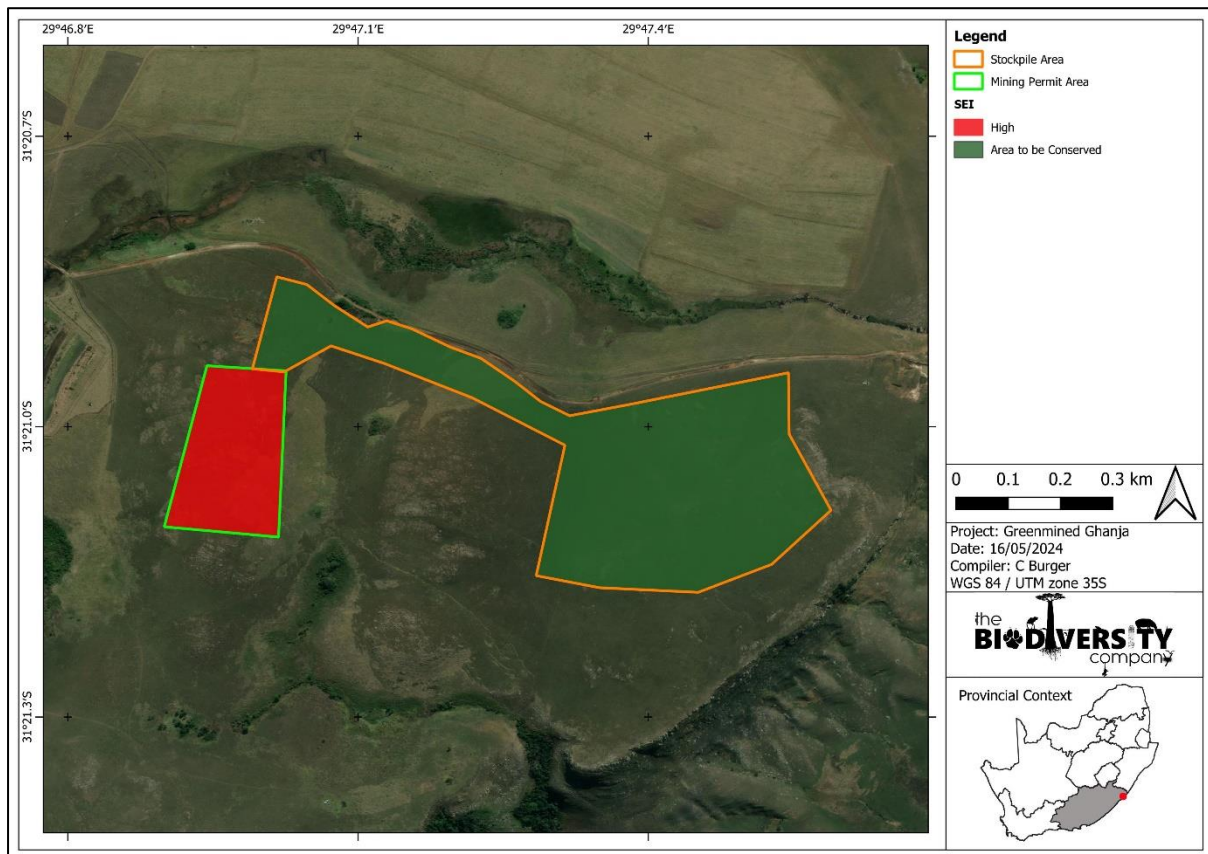 29°46.8'E
29°47.1'E
29°47.4'E
31°20.7'S
31°21.0'S
31°21.3'S
Legend
Stockpile Area
Mining Permit Area
SEI
High
Area to be Conserved
0 0.1 0.2 0.3 km
Project: Greenmined Ghanja
Date: 16/05/2024
Compiler: C Burger
WGS 84 / UTM zone 35S
the
BIODIVERSITY
company
Provincial Context